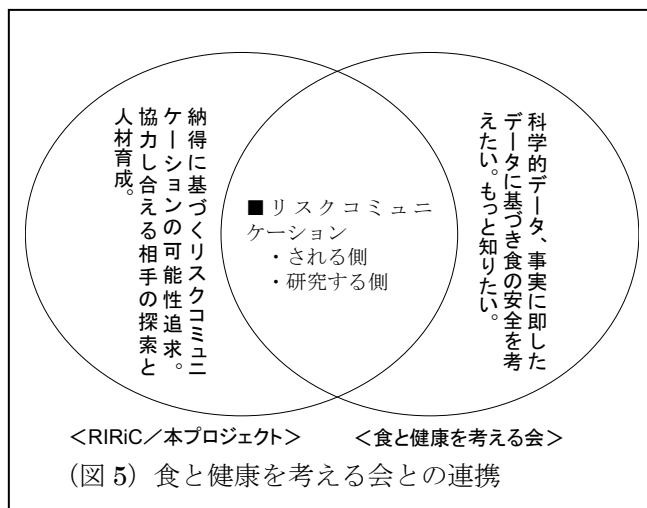 納得に基づくリスクコミュニ
ケーションの可能性追求。
協力し合える相手の探索と
人材育成。
■リスクコミュニ
ケーション
・される側
・研究する側
科学的データ、事実に即した
データに基づき食の安全を考
えたい。もっと知りたい。
＜RIRiC／本プロジェクト＞
＜食と健康を考える会＞
（図 5）食と健康を考える会との連携